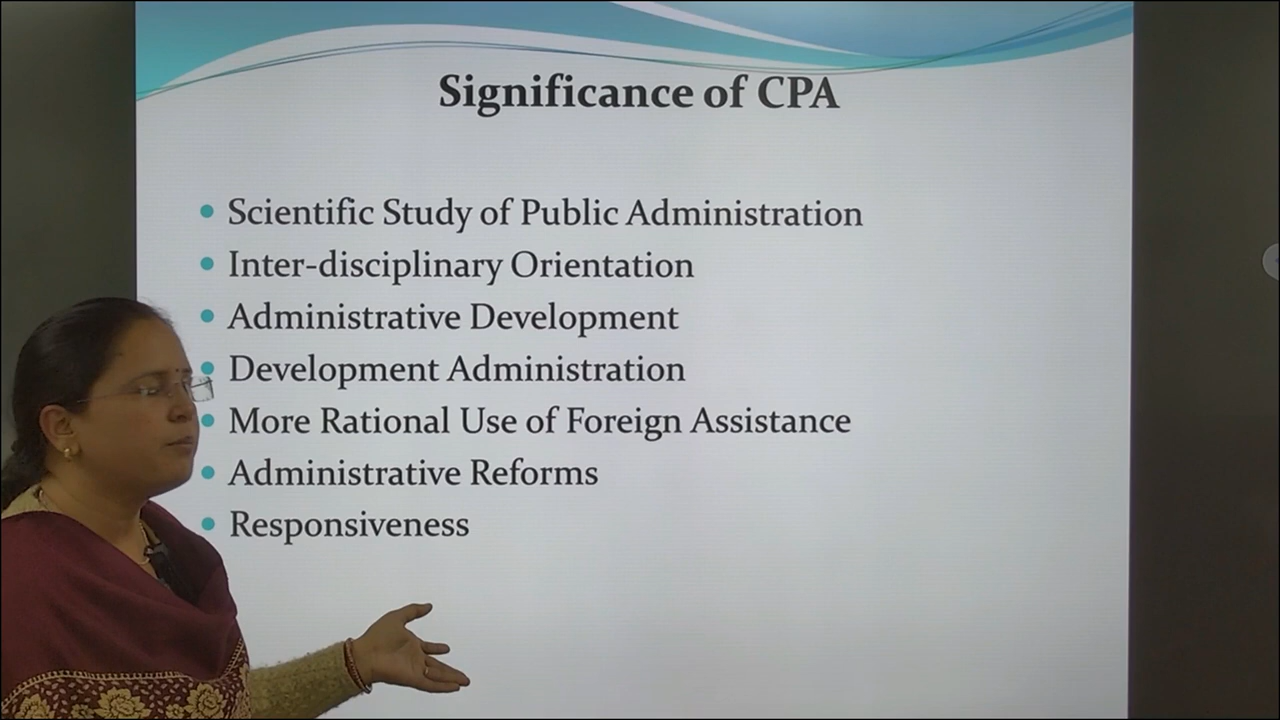 Significance of CPA
• Scientific Study of Public Administration
• Inter-disciplinary Orientation
• Administrative Development
• Development Administration
• More Rational Use of Foreign Assistance
• Administrative Reforms
• Responsiveness